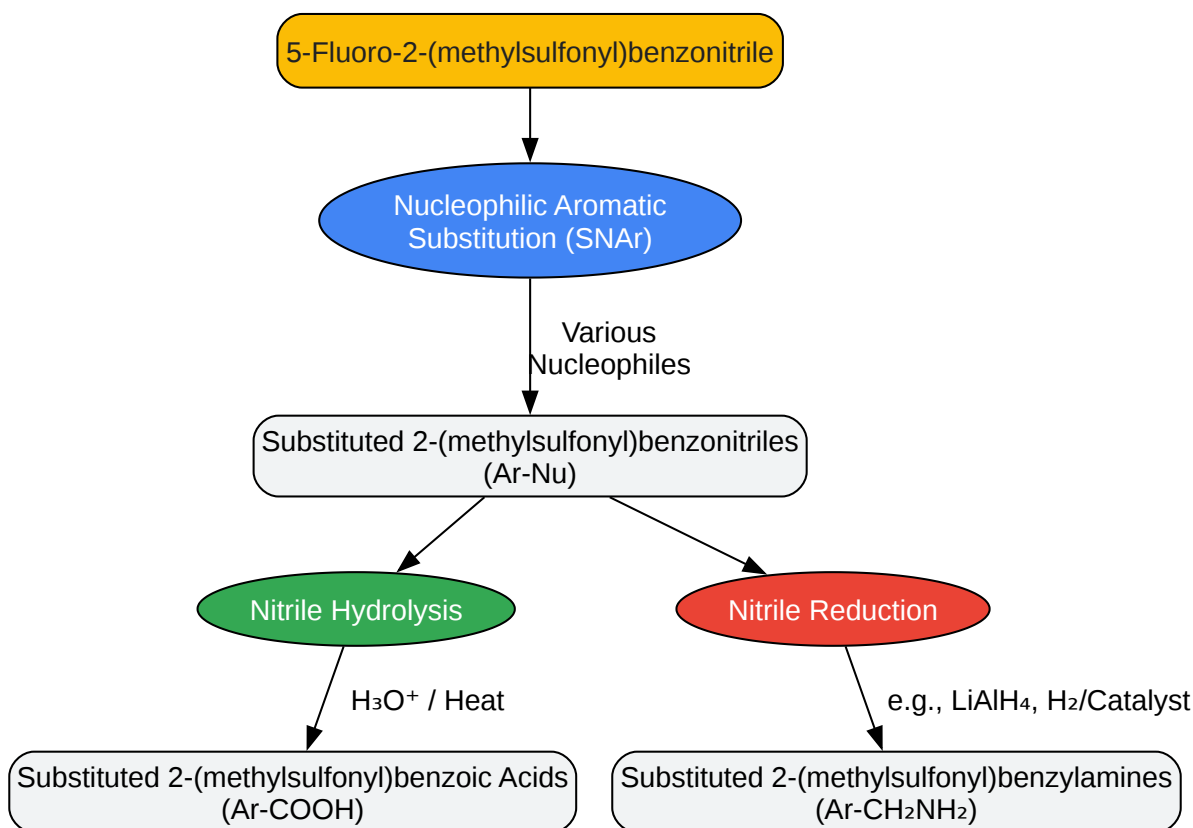 5-Fluoro-2-(methylsulfonyl)benzonitrile
Nucleophilic Aromatic
Substitution (SNAr)
Various
Nucleophiles
Substituted 2-(methylsulfonyl)benzonitriles
(Ar-Nu)
Nitrile Hydrolysis
Nitrile Reduction
H₃O⁺ / Heat
e.g., LiAlH₄, H₂/Catalyst
Substituted 2-(methylsulfonyl)benzoic Acids
(Ar-COOH)
Substituted 2-(methylsulfonyl)benzylamines
(Ar-CH₂NH₂)